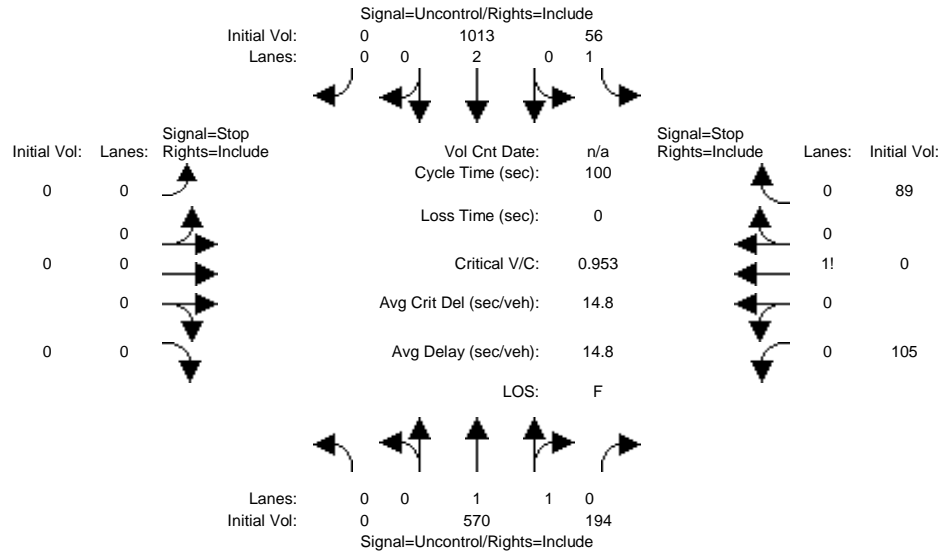 Signal=Uncontrol/Rights=Include
Initial Vol: 0 1013 56
Lanes: 0 0 2 0 1
Signal=Stop
Initial Vol: Lanes: Rights=Include
Vol Cnt Date: n/a
Signal=Stop
Rights=Include Lanes: Initial Vol:
Cycle Time (sec): 100
0 0
0 89
Loss Time (sec): 0
0
0
0 0
Critical V/C: 0.953
1! 0
0
Avg Crit Del (sec/veh): 14.8
0
0 0
Avg Delay (sec/veh): 14.8
0 105
LOS: F
Lanes: 0 0 1 1 0
Initial Vol: 0 570 194
Signal=Uncontrol/Rights=Include